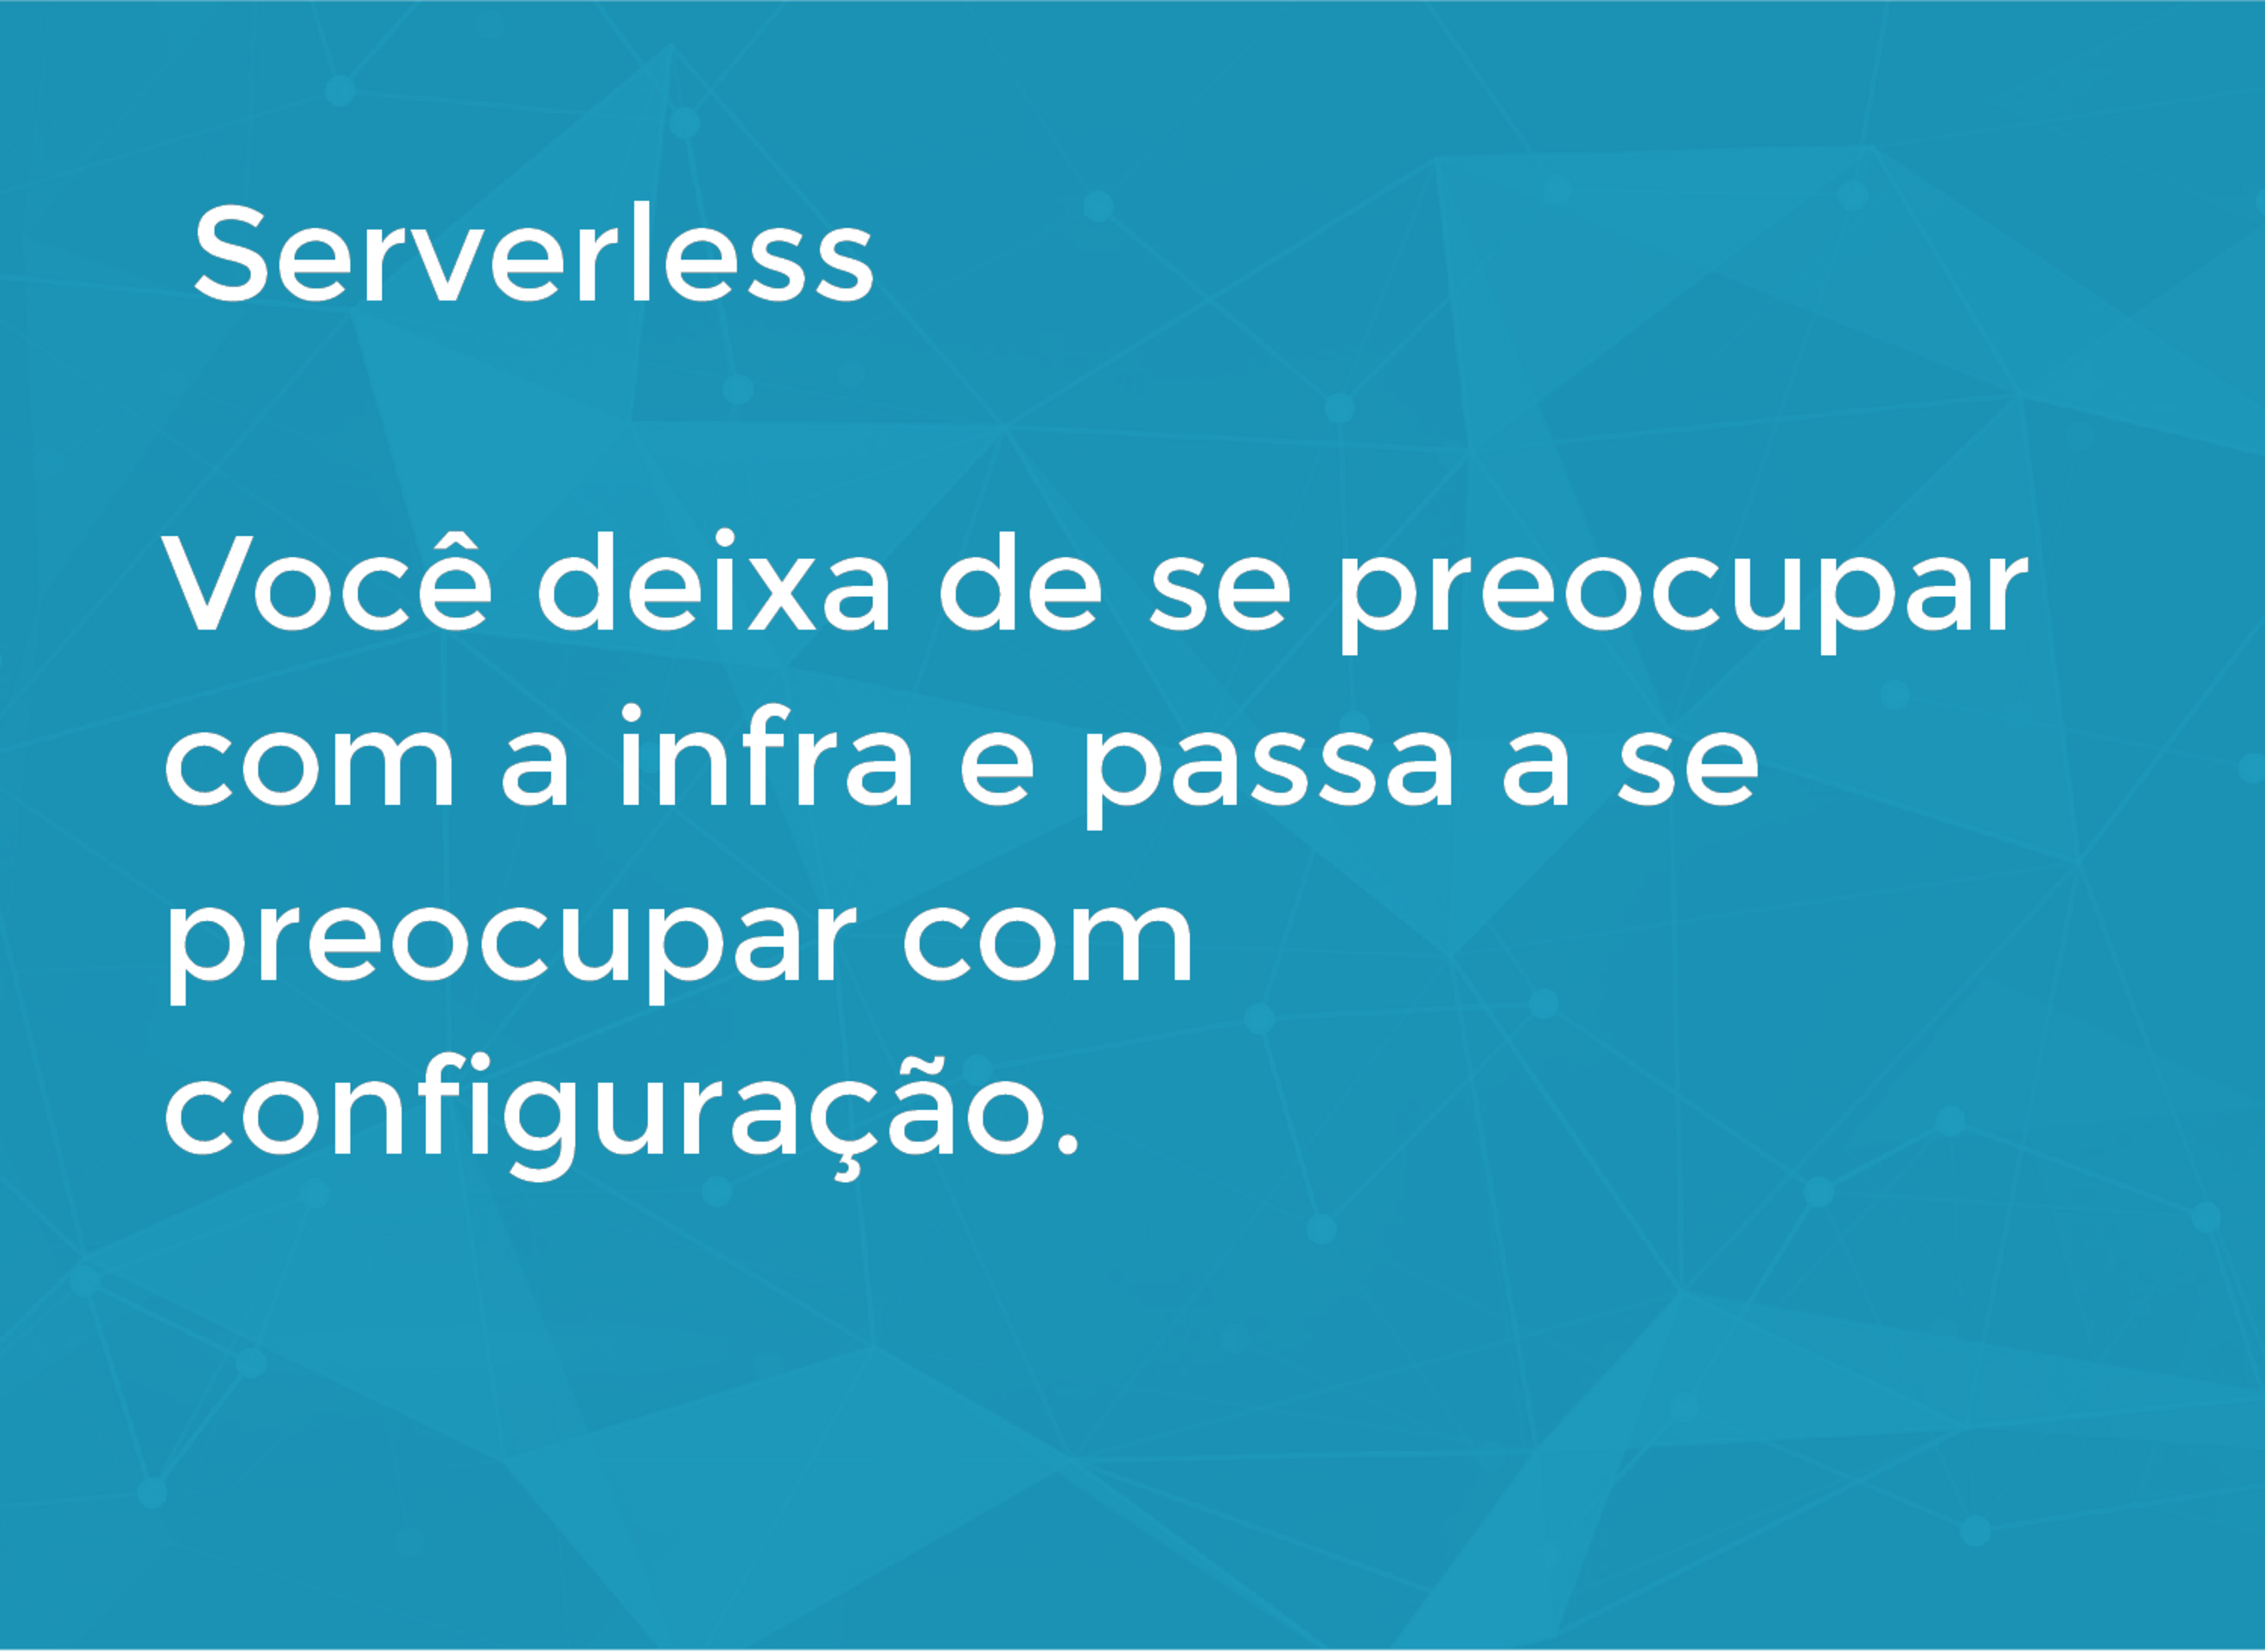 Serverless
Você deixa de se preocupar
com a infra e passa a se
preocupar com
configuração.